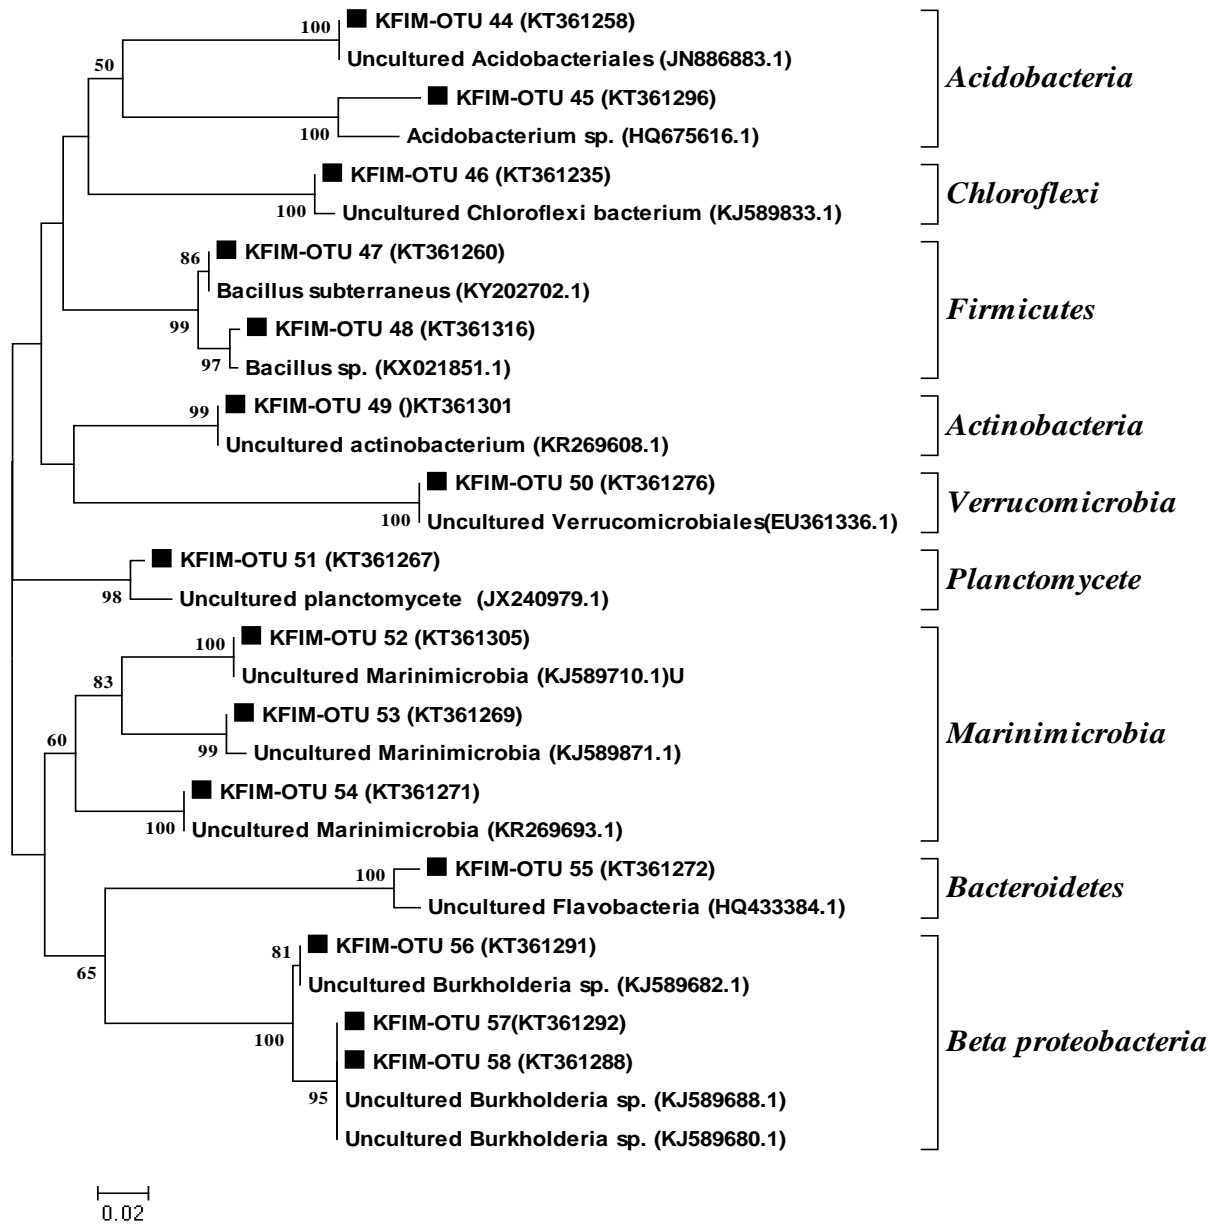 100
KFIM-OTU 44 (KT361258)
Uncultured Acidobacteriales (JN886883.1)
50
KFIM-OTU 45 (KT361296)
100
Acidobacterium sp. (HQ675616.1)
Acidobacteria
KFIM-OTU 46 (KT361235)
100
Uncultured Chloroflexi bacterium (KJ589833.1)
Chloroflexi
86
KFIM-OTU 47 (KT361260)
Bacillus subterraneus (KY202702.1)
99
KFIM-OTU 48 (KT361316)
97
Bacillus sp. (KX021851.1)
Firmicutes
99
KFIM-OTU 49 ()KT361301
Uncultured actinobacterium (KR269608.1)
Actinobacteria
KFIM-OTU 50 (KT361276)
100
Uncultured Verrucomicrobiales(EU361336.1)
Verrucomicrobia
KFIM-OTU 51 (KT361267)
98
Uncultured planctomycete (JX240979.1)
Planctomycete
100
KFIM-OTU 52 (KT361305)
Uncultured Marinimicrobia (KJ589710.1)U
83
KFIM-OTU 53 (KT361269)
99
Uncultured Marinimicrobia (KJ589871.1)
60
KFIM-OTU 54 (KT361271)
100
Uncultured Marinimicrobia (KR269693.1)
Marinimicrobia
100
KFIM-OTU 55 (KT361272)
Uncultured Flavobacteria (HQ433384.1)
Bacteroidetes
65
81
KFIM-OTU 56 (KT361291)
Uncultured Burkholderia sp. (KJ589682.1)
100
KFIM-OTU 57(KT361292)
KFIM-OTU 58 (KT361288)
95
Uncultured Burkholderia sp. (KJ589688.1)
Uncultured Burkholderia sp. (KJ589680.1)
Beta proteobacteria
0.02